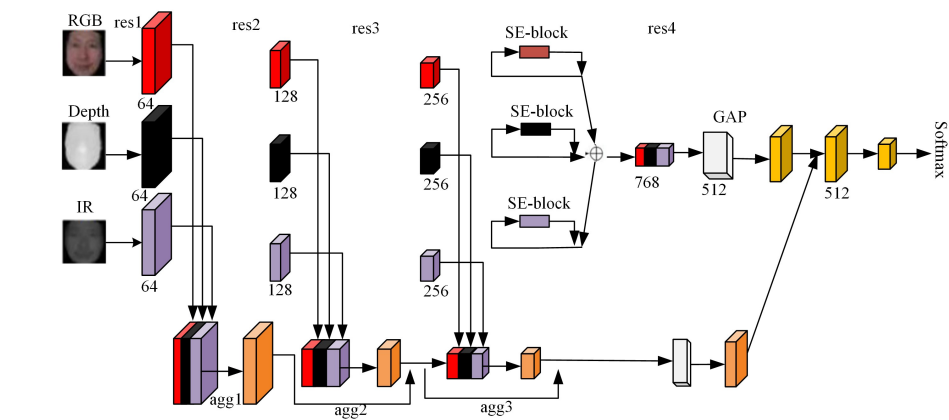 RGB
res1
res2
res3
SE-block
res4
64
128
256
Depth
SE-block
GAP
Softmax
64
128
256
768
512
512
IR
SE-block
64
128
256
agg1
agg2
agg3